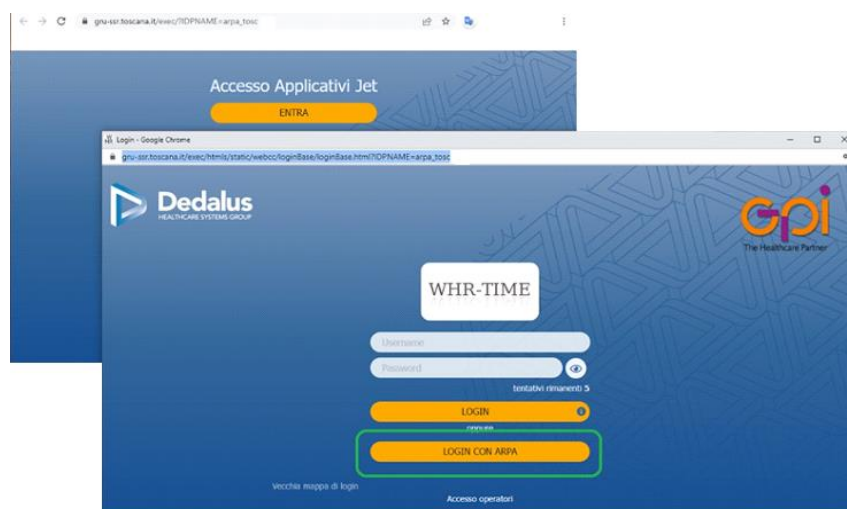 gru-ssr.toscana.it/exec/?IDPNAME=arpa_tosc
Accesso Applicativi Jet
ENTRA
Login - Google Chrome
gru-ssr.toscana.it/exec/htmls/static/webcc/loginBase/loginBase.html?IDPNAME=arpa_tosc
Dedalus
HEALTHCARE SYSTEMS GROUP
Gpi
The Healthcare Partner
WHR-TIME
Username
Password
tentativi rimanenti 5
LOGIN
oppure
LOGIN CON ARPA
Vecchia mappa di login
Accesso operatori